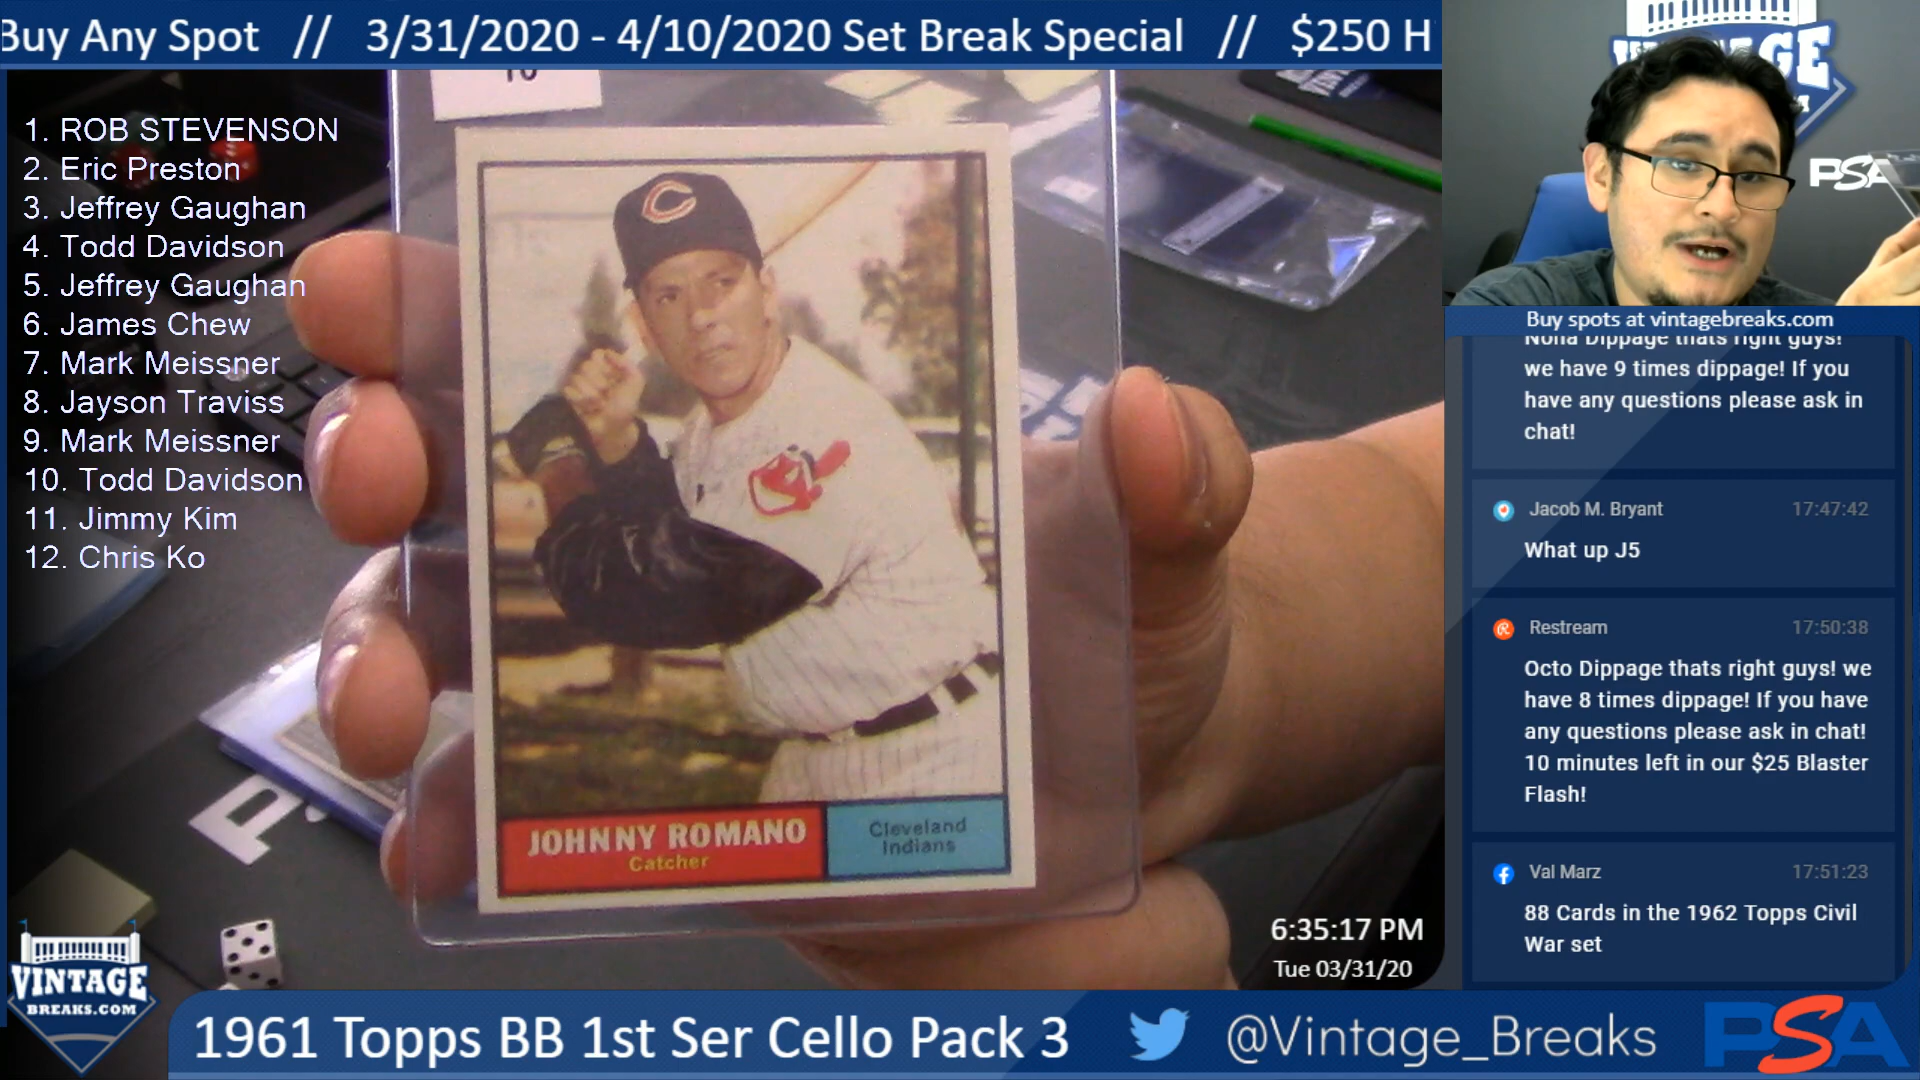 Buy Any Spot // 3/31/2020 - 4/10/2020 Set Break Special // $250 H
10
1. ROB STEVENSON
2. Eric Preston
3. Jeffrey Gaughan
4. Todd Davidson
5. Jeffrey Gaughan
6. James Chew
7. Mark Meissner
8. Jayson Traviss
9. Mark Meissner
10. Todd Davidson
11. Jimmy Kim
12. Chris Ko
C
JOHNNY ROMANO
Catcher
Cleveland
Indians
PSA
Buy spots at vintagebreaks.com
Nona Dippage thats right guys!
we have 9 times dippage! If you
have any questions please ask in
chat!
Jacob M. Bryant 17:47:42
What up J5
Restream 17:50:38
Octo Dippage thats right guys! we
have 8 times dippage! If you have
any questions please ask in chat!
10 minutes left in our $25 Blaster
Flash!
Val Marz 17:51:23
88 Cards in the 1962 Topps Civil
War set
6:35:17 PM
Tue 03/31/20
VINTAGE
BREAKS.COM
1961 Topps BB 1st Ser Cello Pack 3
@Vintage_Breaks
PSA